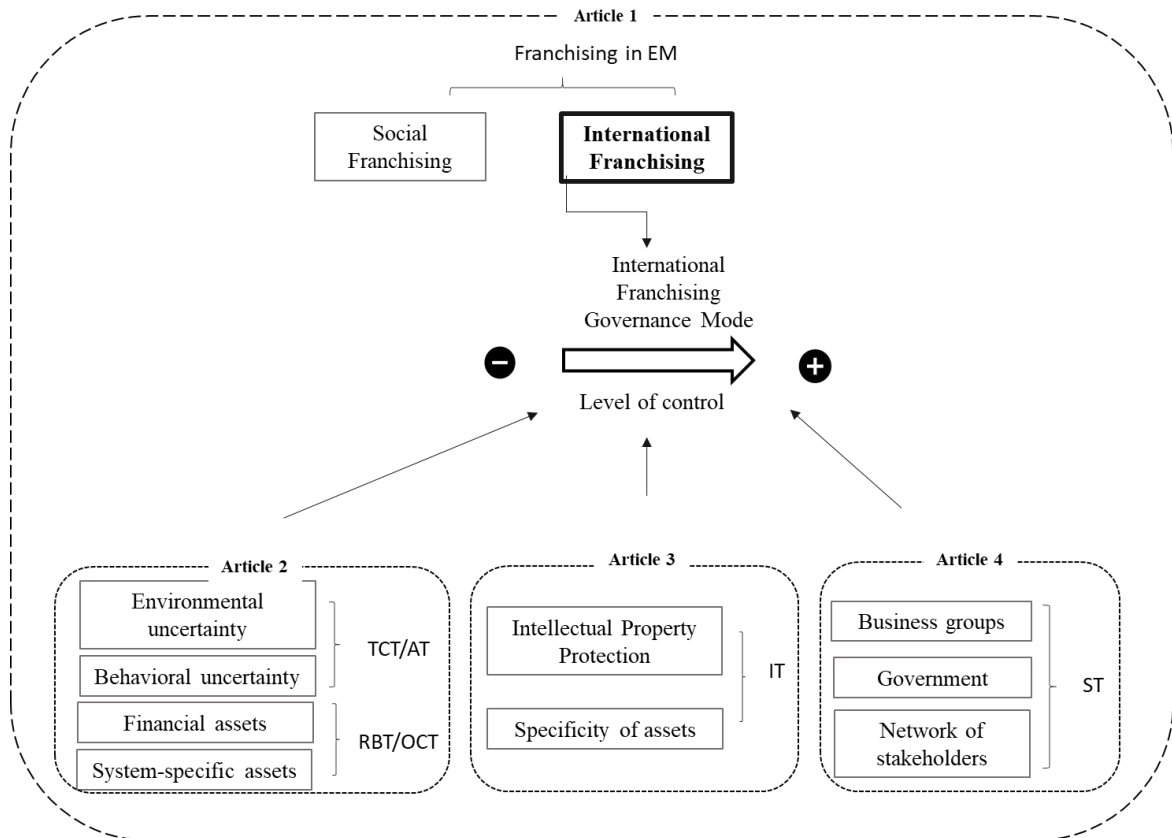 Article 1
Franchising in EM
Social
Franchising
International
Franchising
International
Franchising
Governance Mode
Level of control
Article 2
Environmental
uncertainty
Behavioral uncertainty
TCT/AT
Financial assets
System-specific assets
RBT/OCT
Article 3
Intellectual Property
Protection
Specificity of assets
IT
Article 4
Business groups
Government
Network of
stakeholders
ST